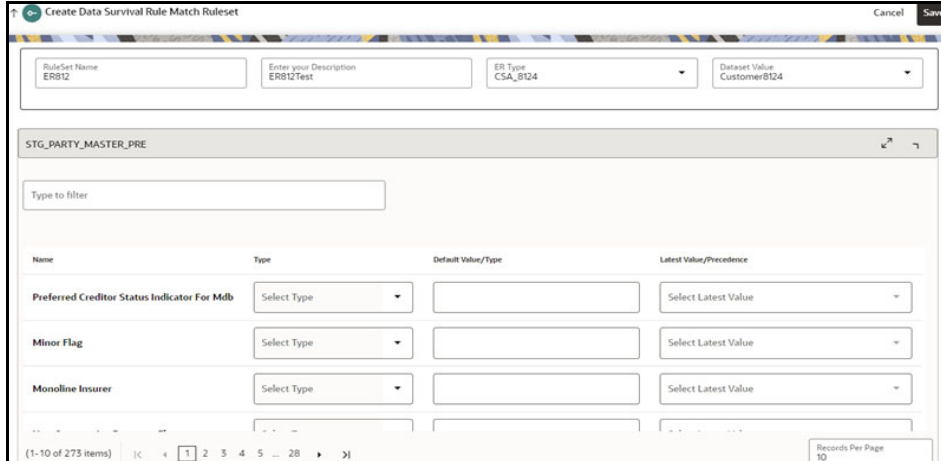 Create Data Survival Rule Match Ruleset
Cancel
Save
RuleSet Name
ER812
Enter your Description
ER812Test
ER Type
CSA_8124
Dataset Value
Customer8124
STG_PARTY_MASTER_PRE
Type to filter
Name Type Default Value/Type Latest Value/Precedence
Preferred Creditor Status Indicator For Mdb Select Type Select Latest Value
Minor Flag Select Type Select Latest Value
Monoline Insurer Select Type Select Latest Value
(1-10 of 273 items) 1 2 3 4 5 ... 28
Records Per Page
10